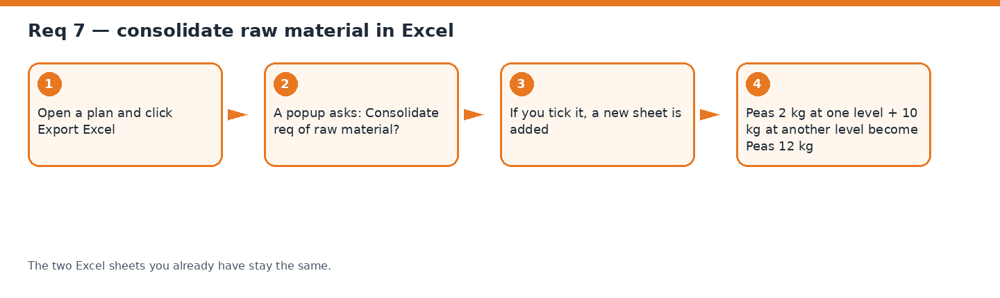 Req 7 — consolidate raw material in Excel
1
Open a plan and click
Export Excel
2
A popup asks: Consolidate
req of raw material?
3
If you tick it, a new sheet is
added
4
Peas 2 kg at one level + 10
kg at another level become
Peas 12 kg
The two Excel sheets you already have stay the same.